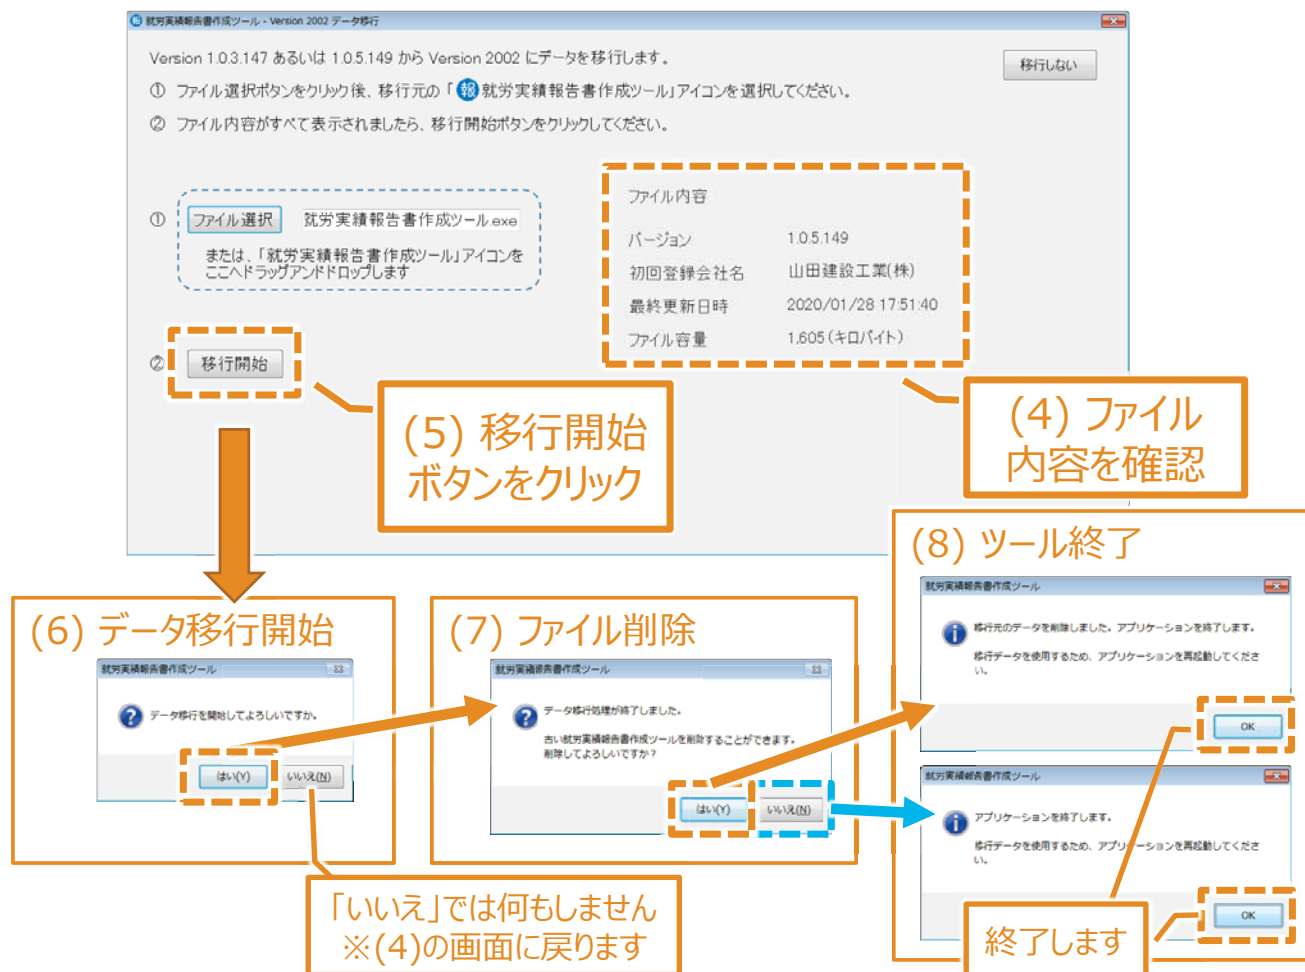 就労実績報告書作成ツール - Version 2002 データ移行
Version 1.0.3.147 あるいは 1.0.5.149 から Version 2002 にデータを移行します。
移行しない
① ファイル選択ボタンをクリック後、移行元の「報就労実績報告書作成ツール」アイコンを選択してください。
② ファイル内容がすべて表示されましたら、移行開始ボタンをクリックしてください。
① ファイル選択 就労実績報告書作成ツール.exe
または、「就労実績報告書作成ツール」アイコンを
ここへドラッグアンドドロップします
ファイル内容
バージョン 1.0.5.149
初回登録会社名 山田建設工業(株)
最終更新日時 2020/01/28 17:51:40
ファイル容量 1,605(キロバイト)
② 移行開始
(5) 移行開始
ボタンをクリック
(4) ファイル
内容を確認
(6) データ移行開始
就労実績報告書作成ツール
データ移行を開始してよろしいですか。
はい(Y) いいえ(N)
「いいえ」では何もしません
※(4)の画面に戻ります
(7) ファイル削除
就労実績報告書作成ツール
データ移行処理が終了しました。
古い就労実績報告書作成ツールを削除することができます。
削除してよろしいですか？
はい(Y) いいえ(N)
(8) ツール終了
就労実績報告書作成ツール
移行元のデータを削除しました。アプリケーションを終了します。
移行データを使用するため、アプリケーションを再起動してくださ
い。
OK
就労実績報告書作成ツール
アプリケーションを終了します。
移行データを使用するため、アプリケーションを再起動してくださ
い。
OK
終了します